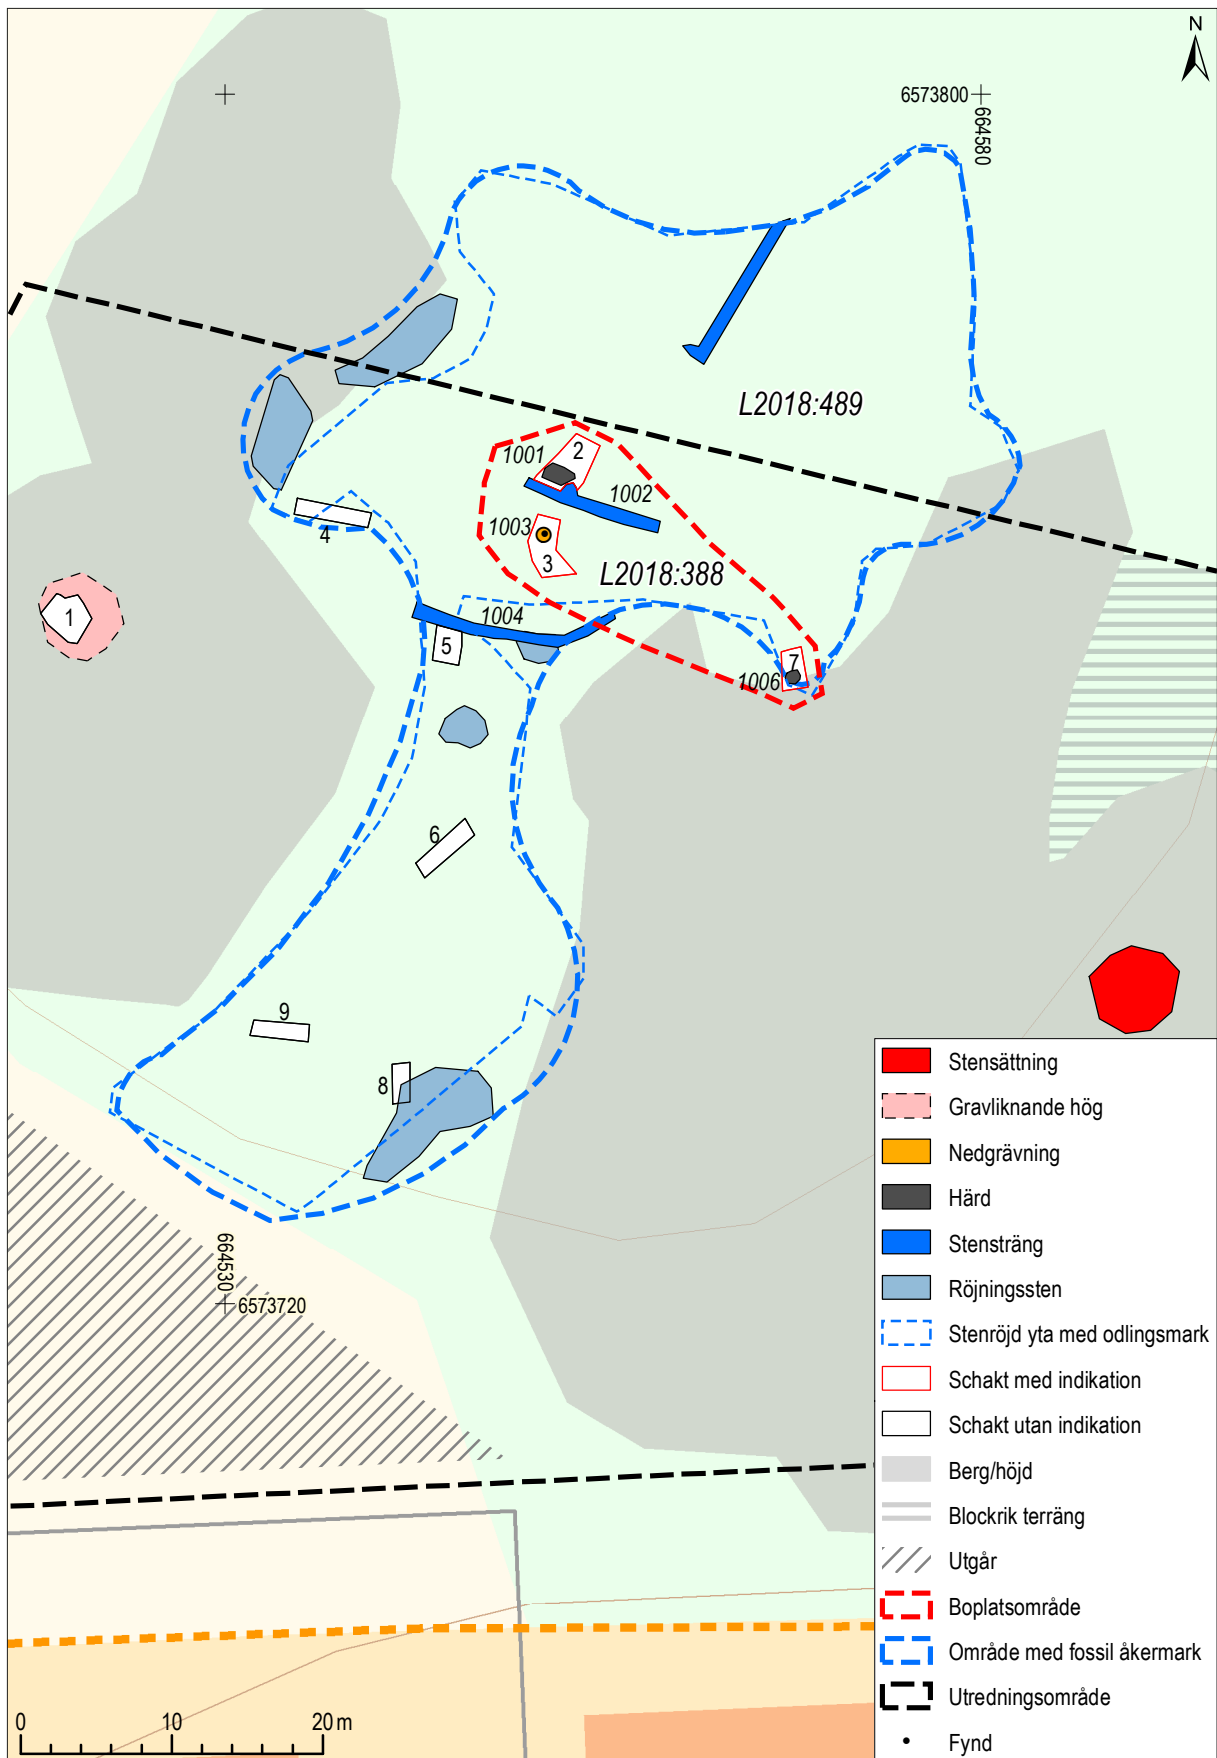 N
6573800
664580
L2018:489
1001
2
1002
4
1003
3
L2018:388
1
1004
5
7
1006
6
9
8
664530
6573720
Stensättning
Gravliknande hög
Nedgrävning
Härd
Stensträng
Röjningssten
Stenröjd yta med odlingsmark
Schakt med indikation
Schakt utan indikation
Berg/höjd
Blockrik terräng
Utgår
Boplatsområde
Område med fossil åkermark
Utredningsområde
Fynd
0 10 20 m